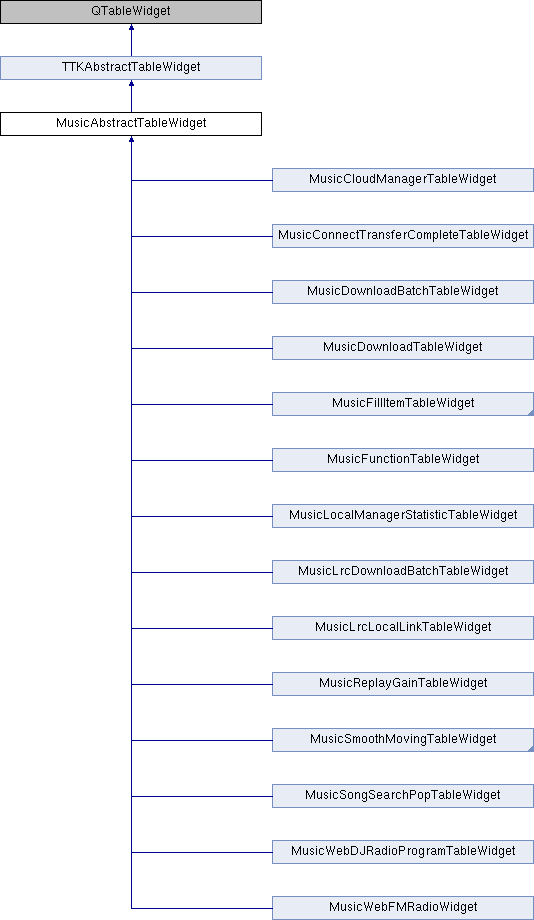 QTableWidget
TTKAbstractTableWidget
MusicAbstractTableWidget
MusicCloudManagerTableWidget
MusicConnectTransferCompleteTableWidget
MusicDownloadBatchTableWidget
MusicDownloadTableWidget
MusicFillItemTableWidget
MusicFunctionTableWidget
MusicLocalManagerStatisticTableWidget
MusicLrcDownloadBatchTableWidget
MusicLrcLocalLinkTableWidget
MusicReplayGainTableWidget
MusicSmoothMovingTableWidget
MusicSongSearchPopTableWidget
MusicWebDJRadioProgramTableWidget
MusicWebFMRadioWidget